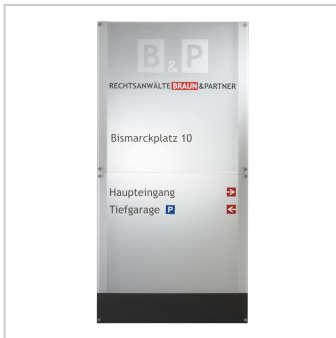 B&P
RECHTSANWÄLTE BRAUN &PARTNER
Bismarckplatz 10
Haupteingang
Tiefgarage P